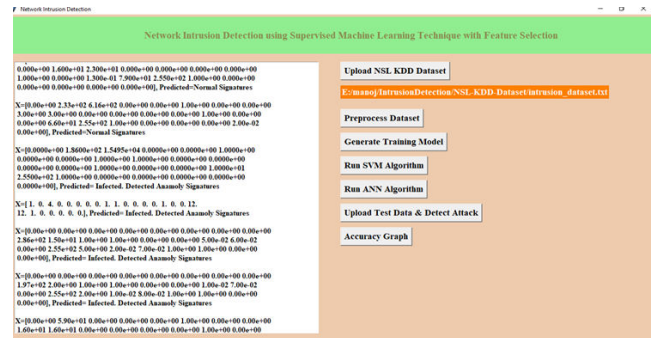 Network Intrusion Detection
Network Intrusion Detection using Supervised Machine Learning Technique with Feature Selection
0.000e+00 1.600e+01 2.300e+01 0.000e+00 0.000e+00 0.000e+00 0.000e+00
1.000e+00 0.000e+00 1.300e-01 7.900e+01 2.550e+02 1.000e+00 0.000e+00
0.000e+00 0.000e+00 0.000e+00 0.000e+00], Predicted=Normal Signatures
X=[0.00e+00 2.33e+02 6.16e+02 0.00e+00 0.00e+00 1.00e+00 0.00e+00 0.00e+00
3.00e+00 3.00e+00 0.00e+00 0.00e+00 0.00e+00 0.00e+00 1.00e+00 0.00e+00
0.00e+00 6.60e+01 2.55e+02 1.00e+00 0.00e+00 0.00e+00 0.00e+00 2.00e-02
0.00e+00], Predicted=Normal Signatures
X=[0.0000e+00 1.8600e+02 1.5495e+04 0.0000e+00 0.0000e+00 1.0000e+00
0.0000e+00 0.0000e+00 1.0000e+00 1.0000e+00 0.0000e+00 0.0000e+00
0.0000e+00 0.0000e+00 1.0000e+00 0.0000e+00 0.0000e+00 1.0000e+01
2.5500e+02 1.0000e+00 0.0000e+00 0.0000e+00 0.0000e+00 0.0000e+00
0.0000e+00], Predicted= Infected. Detected Anamoly Signatures
X=[ 1. 0. 4. 0. 0. 0. 0. 0. 1. 1. 0. 0. 0. 0. 1. 0. 0. 12.
12. 1. 0. 0. 0. 0. 0.], Predicted= Infected. Detected Anamoly Signatures
X=[0.00e+00 0.00e+00 0.00e+00 0.00e+00 0.00e+00 0.00e+00 0.00e+00 0.00e+00
2.86e+02 1.50e+01 1.00e+00 1.00e+00 0.00e+00 0.00e+00 5.00e-02 6.00e-02
0.00e+00 2.55e+02 5.00e+00 2.00e-02 7.00e-02 1.00e+00 1.00e+00 0.00e+00
0.00e+00], Predicted= Infected. Detected Anamoly Signatures
X=[0.00e+00 0.00e+00 0.00e+00 0.00e+00 0.00e+00 0.00e+00 0.00e+00 0.00e+00
1.97e+02 2.00e+00 1.00e+00 1.00e+00 0.00e+00 0.00e+00 1.00e-02 7.00e-02
0.00e+00 2.55e+02 2.00e+00 1.00e-02 8.00e-02 1.00e+00 1.00e+00 0.00e+00
0.00e+00], Predicted= Infected. Detected Anamoly Signatures
X=[0.00e+00 5.90e+01 0.00e+00 0.00e+00 0.00e+00 1.00e+00 0.00e+00 0.00e+00
1.60e+01 1.60e+01 0.00e+00 0.00e+00 0.00e+00 0.00e+00 1.00e+00 0.00e+00
Upload NSL KDD Dataset
E:/manoj/IntrusionDetection/NSL-KDD-Dataset/intrusion_dataset.txt
Preprocess Dataset
Generate Training Model
Run SVM Algorithm
Run ANN Algorithm
Upload Test Data & Detect Attack
Accuracy Graph